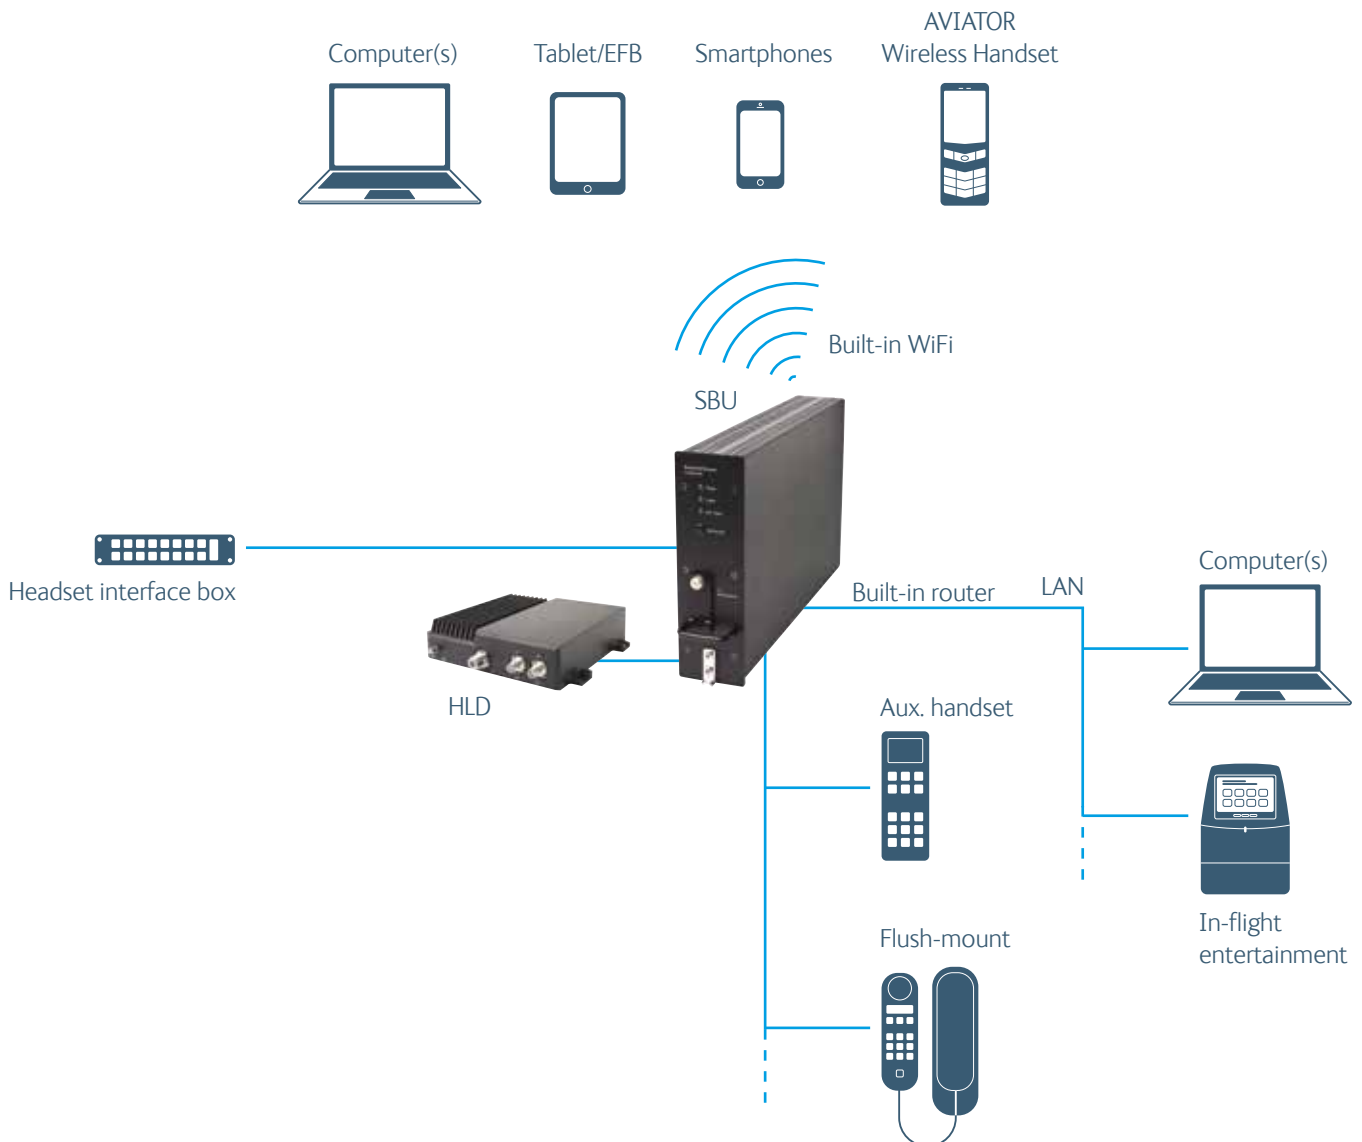 AVIATOR
Computer(s) Tablet/EFB Smartphones Wireless Handset
Built-in WiFi
SBU
Headset interface box
Computer(s)
Built-in router LAN
HLD
Aux. handset
Flush-mount
In-flight
entertainment